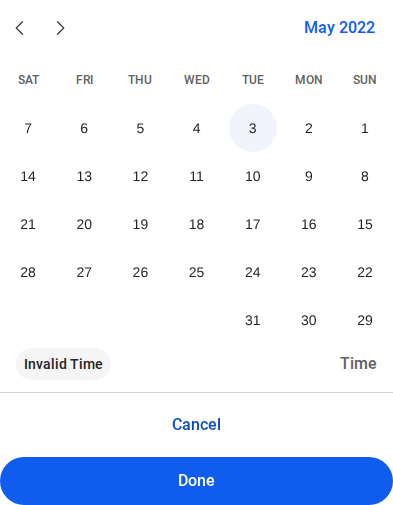 May 2022
SAT FRI THU WED TUE MON SUN
7 6 5 4 3 2 1
14 13 12 11 10 9 8
21 20 19 18 17 16 15
28 27 26 25 24 23 22
31 30 29
Invalid Time Time
Cancel
Done